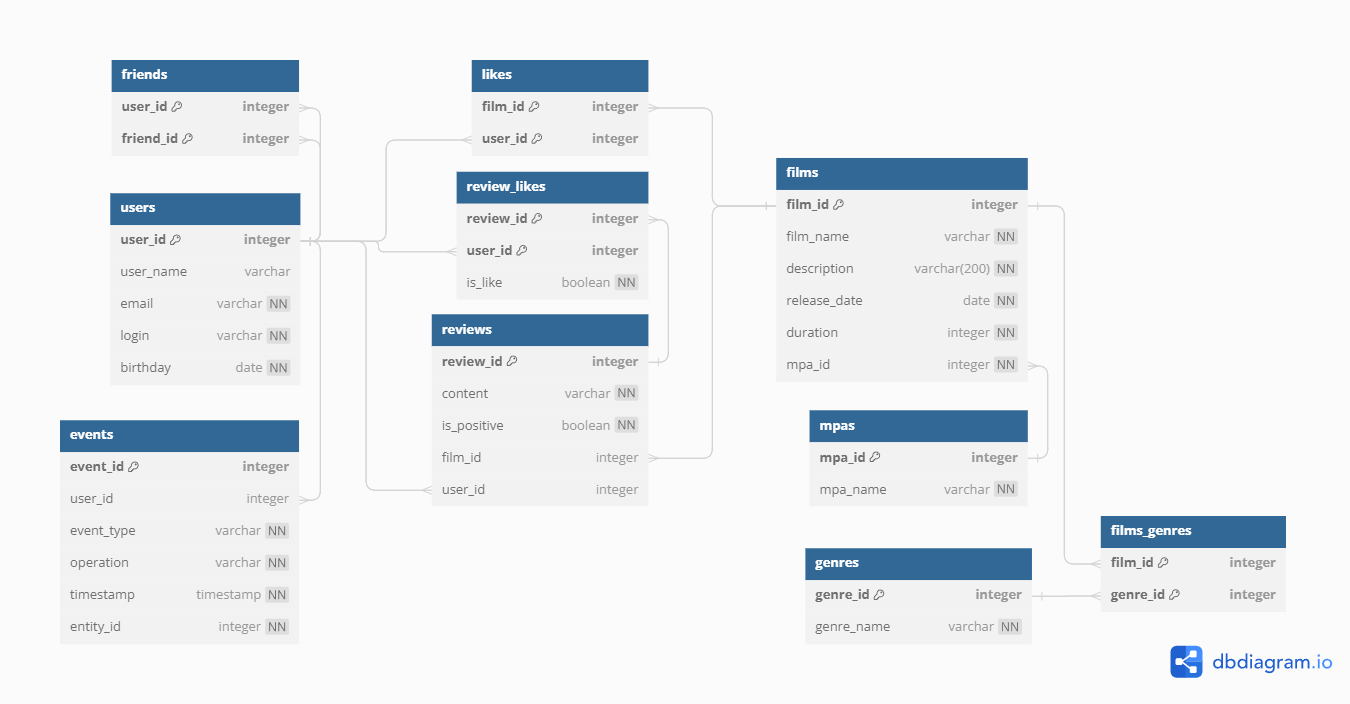 friends
user_id integer
friend_id integer
users
user_id integer
user_name varchar
email varchar NN
login varchar NN
birthday date NN
events
event_id integer
user_id integer
event_type varchar NN
operation varchar NN
timestamp timestamp NN
entity_id integer NN
likes
film_id integer
user_id integer
review_likes
review_id integer
user_id integer
is_like boolean NN
reviews
review_id integer
content varchar NN
is_positive boolean NN
film_id integer
user_id integer
films
film_id integer
film_name varchar NN
description varchar(200) NN
release_date date NN
duration integer NN
mpa_id integer NN
mpas
mpa_id integer
mpa_name varchar NN
genres
genre_id integer
genre_name varchar NN
films_genres
film_id integer
genre_id integer
dbdiagram.io